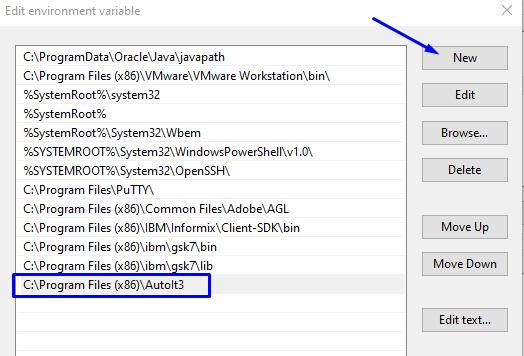 Edit environment variable
C:\ProgramData\Oracle\Java\javapath
C:\Program Files (x86)\VMware\VMware Workstation\bin\
%SystemRoot%\system32
%SystemRoot%
%SystemRoot%\System32\Wbem
%SYSTEMROOT%\System32\WindowsPowerShell\v1.0\
%SYSTEMROOT%\System32\OpenSSH\
C:\Program Files\PuTTY\
C:\Program Files (x86)\Common Files\Adobe\AGL
C:\Program Files (x86)\IBM\Informix\Client-SDK\bin
C:\Program Files (x86)\ibm\gsk7\bin
C:\Program Files (x86)\ibm\gsk7\lib
C:\Program Files (x86)\AutoIt3
New
Edit
Browse...
Delete
Move Up
Move Down
Edit text...